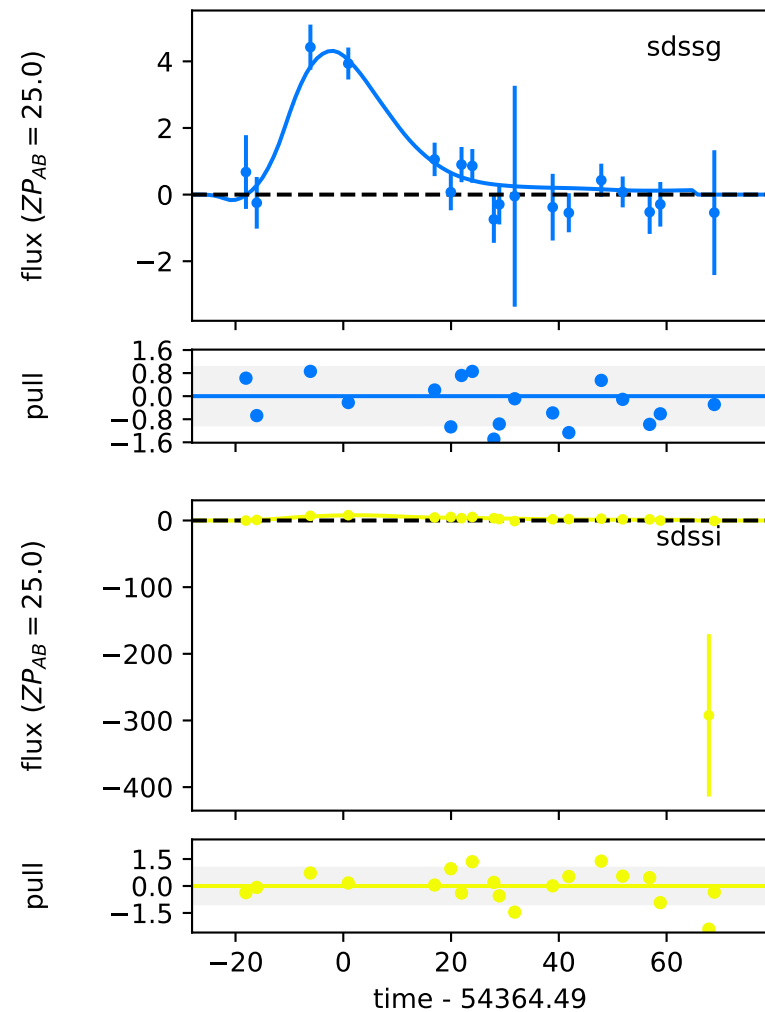 sdssg
flux (ZP_AB = 25.0)
4
2
0
−2
pull
1.6
0.8
0.0
−0.8
−1.6
sdssi
flux (ZP_AB = 25.0)
0
−100
−200
−300
−400
pull
1.5
0.0
−1.5
−20 0 20 40 60
time - 54364.49